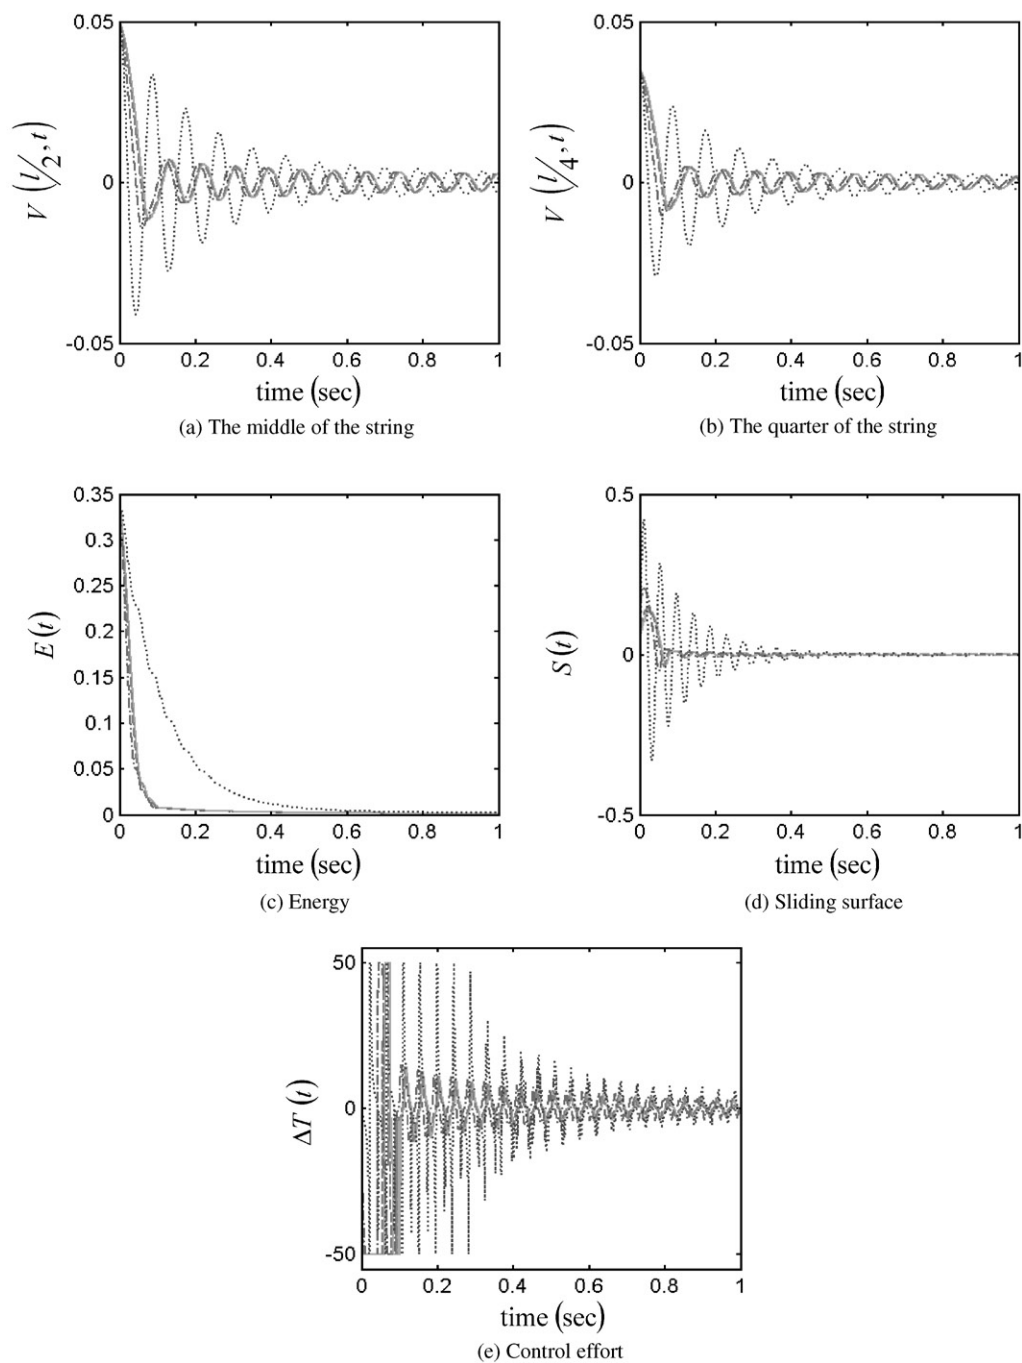 0.05 0.05
V (l/2, t) V (l/4, t)
0 0
-0.05 -0.05
0 0.2 0.4 0.6 0.8 1 0 0.2 0.4 0.6 0.8 1
time (sec) time (sec)
(a) The middle of the string (b) The quarter of the string
0.35 0.5
0.3
0.25
E(t) S(t)
0.2
0.15 0
0.1
0.05
0 -0.5
0 0.2 0.4 0.6 0.8 1 0 0.2 0.4 0.6 0.8 1
time (sec) time (sec)
(c) Energy (d) Sliding surface
50
ΔT (t)
0
-50
0 0.2 0.4 0.6 0.8 1
time (sec)
(e) Control effort